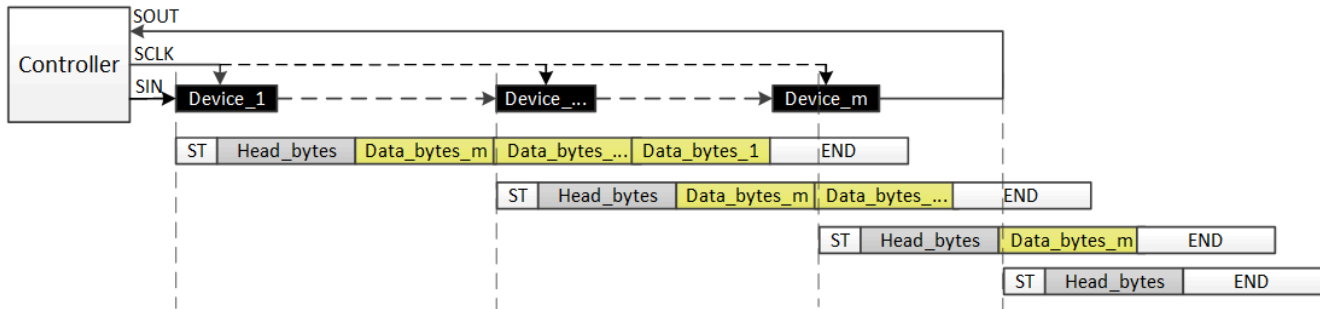 SOUT
Controller
SCLK
SIN
Device_1 Device_... Device_m
ST Head_bytes Data_bytes_m Data_bytes_... Data_bytes_1 END
ST Head_bytes Data_bytes_m Data_bytes_... END
ST Head_bytes Data_bytes_m END
ST Head_bytes END